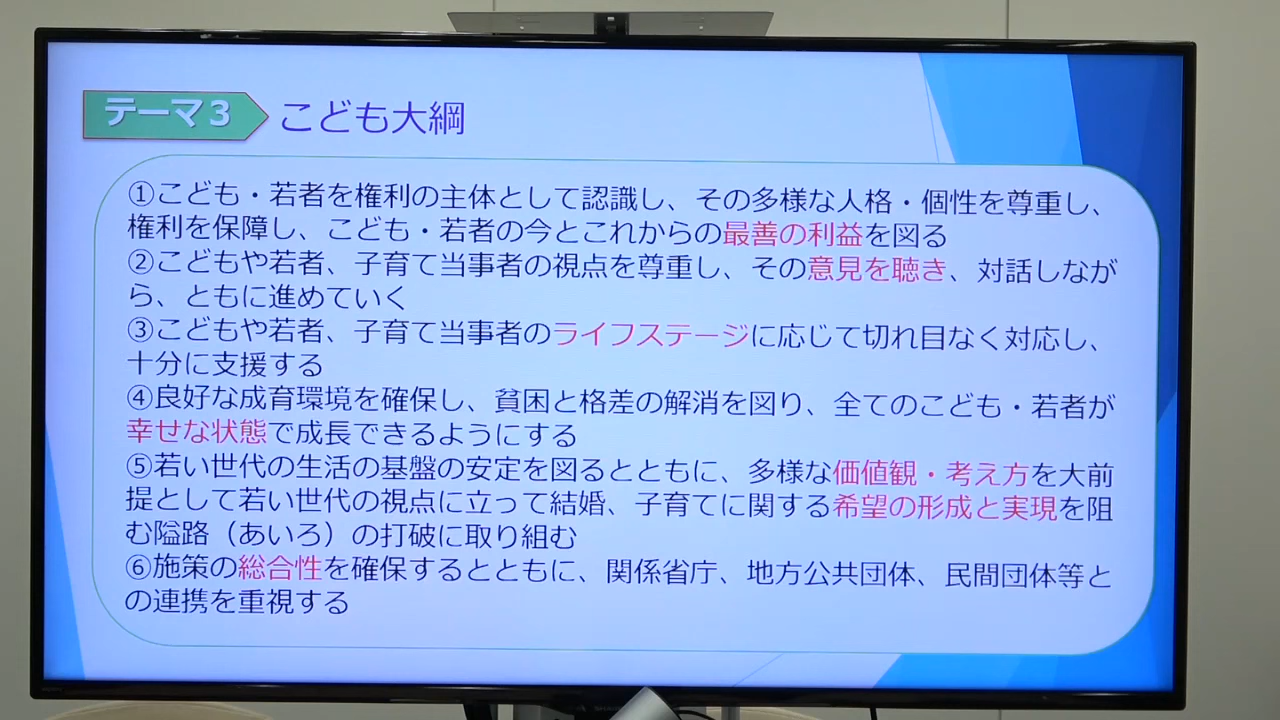 テーマ３
こども大綱
①こども・若者を権利の主体として認識し、その多様な人格・個性を尊重し、
権利を保障し、こども・若者の今とこれからの最善の利益を図る
②こどもや若者、子育て当事者の視点を尊重し、その意見を聴き、対話しなが
ら、ともに進めていく
③こどもや若者、子育て当事者のライフステージに応じて切れ目なく対応し、
十分に支援する
④良好な成育環境を確保し、貧困と格差の解消を図り、全てのこども・若者が
幸せな状態で成長できるようにする
⑤若い世代の生活の基盤の安定を図るとともに、多様な価値観・考え方を大前
提として若い世代の視点に立って結婚、子育てに関する希望の形成と実現を阻
む隘路（あいろ）の打破に取り組む
⑥施策の総合性を確保するとともに、関係省庁、地方公共団体、民間団体等と
の連携を重視する